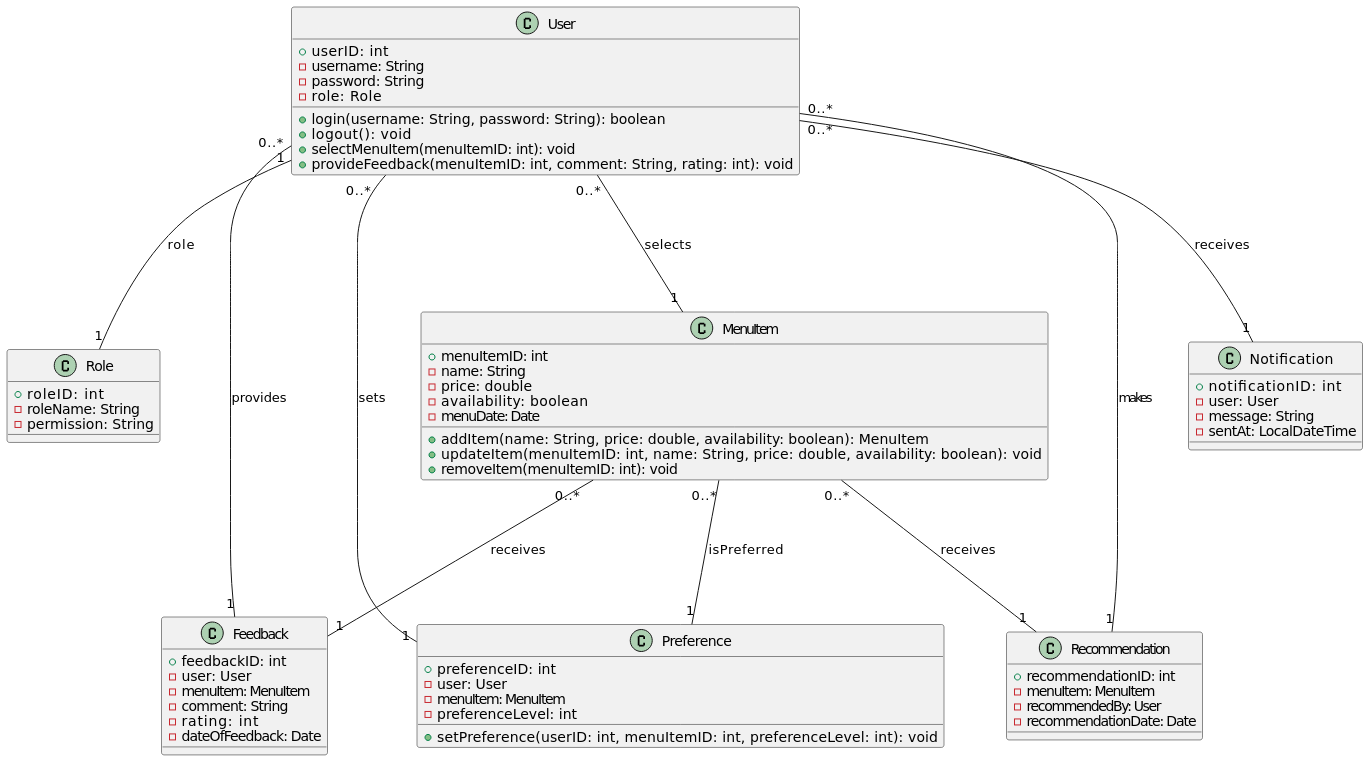 C User
userID: int
username: String
password: String
role: Role
login(username: String, password: String): boolean
logout(): void
selectMenuItem(menuItemID: int): void
provideFeedback(menuItemID: int, comment: String, rating: int): void
0..*
1
0..*
0..*
0..*
0..*
role
selects
receives
1
1
1
C Role
roleID: int
roleName: String
permission: String
C MenuItem
menuItemID: int
name: String
price: double
availability: boolean
menuDate: Date
addItem(name: String, price: double, availability: boolean): MenuItem
updateItem(menuItemID: int, name: String, price: double, availability: boolean): void
removeItem(menuItemID: int): void
C Notification
notificationID: int
user: User
message: String
sentAt: LocalDateTime
provides
sets
makes
0..*
0..*
0..*
receives
isPreferred
receives
1
1
1
1
1
1
C Feedback
feedbackID: int
user: User
menuItem: MenuItem
comment: String
rating: int
dateOfFeedback: Date
C Preference
preferenceID: int
user: User
menuItem: MenuItem
preferenceLevel: int
setPreference(userID: int, menuItemID: int, preferenceLevel: int): void
C Recommendation
recommendationID: int
menuItem: MenuItem
recommendedBy: User
recommendationDate: Date